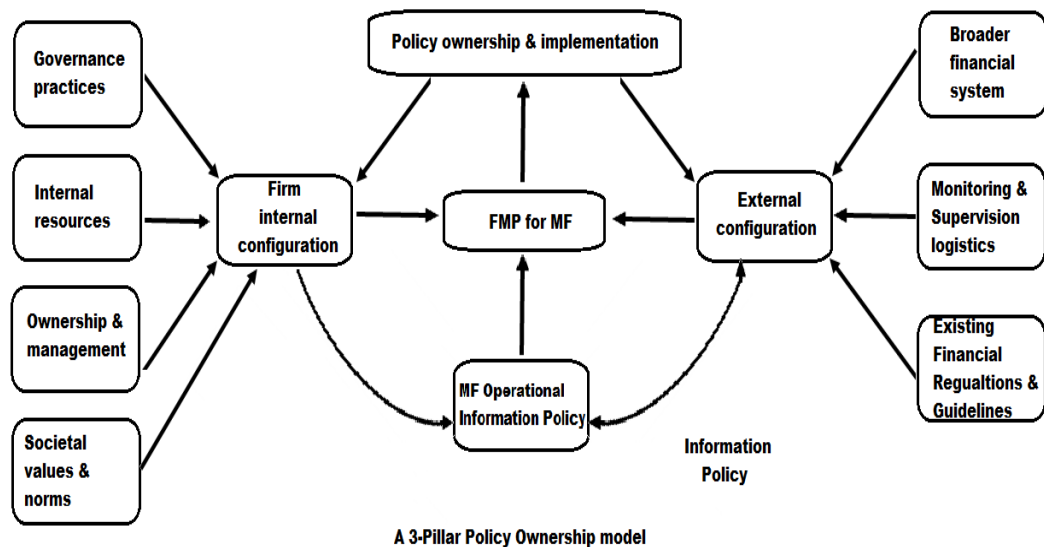 Policy ownership & implementation
Governance
practices
Broader
financial
system
Internal
resources
Firm
internal
configuration
FMP for MF
External
configuration
Monitoring &
Supervision
logistics
Ownership &
management
MF Operational
Information Policy
Existing
Financial
Regualtions &
Guidelines
Societal
values &
norms
Information
Policy
A 3-Pillar Policy Ownership model